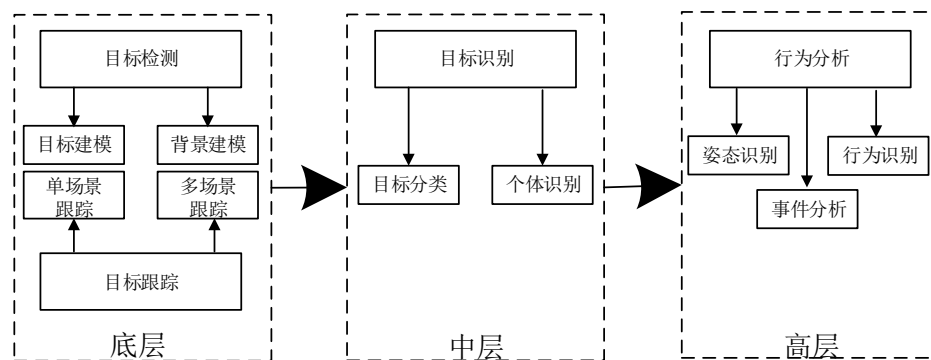 目标检测
目标建模
背景建模
单场景
跟踪
多场景
跟踪
目标跟踪
底层
目标识别
目标分类
个体识别
中层
行为分析
姿态识别
行为识别
事件分析
高层